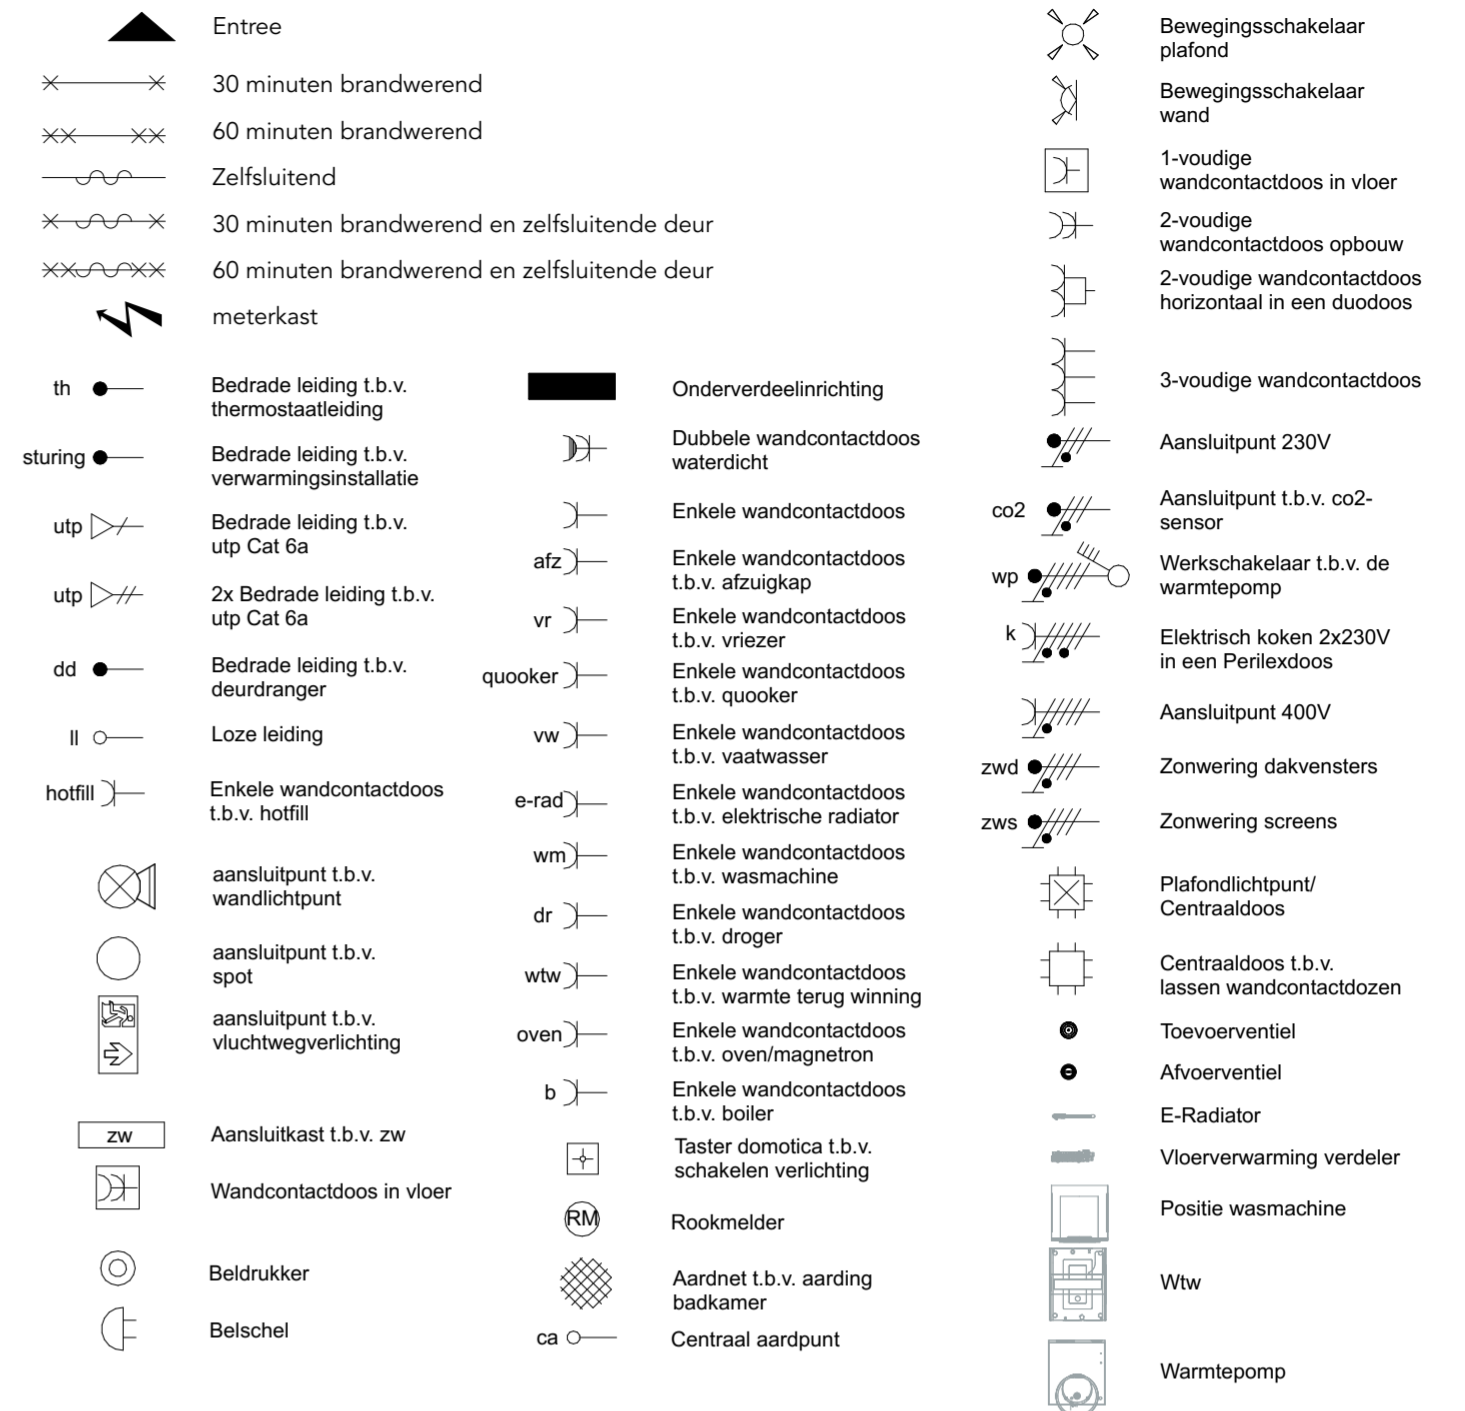 Entree
30 minuten brandwerend
60 minuten brandwerend
Zelfsluitend
30 minuten brandwerend en zelfsluitende deur
60 minuten brandwerend en zelfsluitende deur
meterkast
th
Bedrade leiding t.b.v.
thermostaatleiding
sturing
Bedrade leiding t.b.v.
verwarmingsinstallatie
utp
Bedrade leiding t.b.v.
utp Cat 6a
utp
2x Bedrade leiding t.b.v.
utp Cat 6a
dd
Bedrade leiding t.b.v.
deurdranger
ll
Loze leiding
hotfill
Enkele wandcontactdoos
t.b.v. hotfill
aansluitpunt t.b.v.
wandlichtpunt
aansluitpunt t.b.v.
spot
aansluitpunt t.b.v.
vluchtwegverlichting
zw
Aansluitkast t.b.v. zw
Wandcontactdoos in vloer
Beldrukker
Belschel
Onderverdeelinrichting
Dubbele wandcontactdoos
waterdicht
Enkele wandcontactdoos
afz
Enkele wandcontactdoos
t.b.v. afzuigkap
vr
Enkele wandcontactdoos
t.b.v. vriezer
quooker
Enkele wandcontactdoos
t.b.v. quooker
vw
Enkele wandcontactdoos
t.b.v. vaatwasser
e-rad
Enkele wandcontactdoos
t.b.v. elektrische radiator
wm
Enkele wandcontactdoos
t.b.v. wasmachine
dr
Enkele wandcontactdoos
t.b.v. droger
wtw
Enkele wandcontactdoos
t.b.v. warmte terug winning
oven
Enkele wandcontactdoos
t.b.v. oven/magnetron
b
Enkele wandcontactdoos
t.b.v. boiler
Taster domotica t.b.v.
schakelen verlichting
RM
Rookmelder
Aardnet t.b.v. aarding
badkamer
ca
Centraal aardpunt
Bewegingsschakelaar
plafond
Bewegingsschakelaar
wand
1-voudige
wandcontactdoos in vloer
2-voudige
wandcontactdoos opbouw
2-voudige wandcontactdoos
horizontaal in een duodoos
3-voudige wandcontactdoos
Aansluitpunt 230V
co2
Aansluitpunt t.b.v. co2-
sensor
wp
Werkschakelaar t.b.v. de
warmtepomp
k
Elektrisch koken 2x230V
in een Perilexdoos
Aansluitpunt 400V
zwd
Zonwering dakvensters
zws
Zonwering screens
Plafondlichtpunt/
Centraaldoos
Centraaldoos t.b.v.
lassen wandcontactdozen
Toevoerventiel
Afvoerventiel
E-Radiator
Vloerverwarming verdeler
Positie wasmachine
Wtw
Warmtepomp